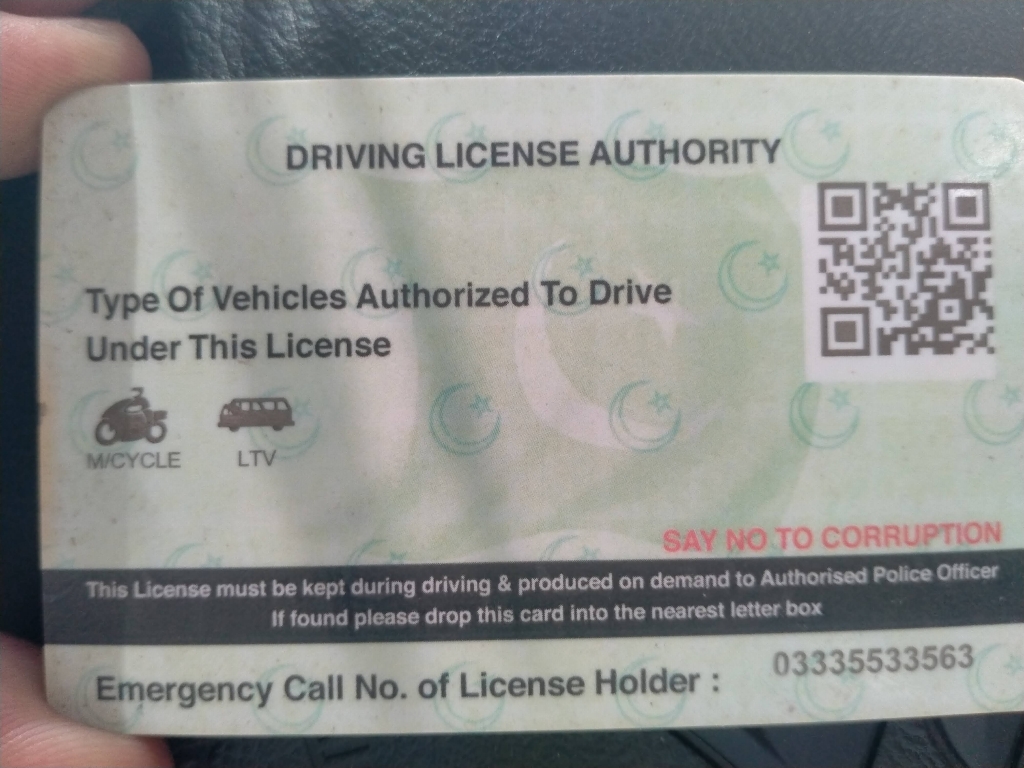 DRIVING LICENSE AUTHORITY
Type Of Vehicles Authorized To Drive
Under This License
M/CYCLE LTV
SAY NO TO CORRUPTION
This License must be kept during driving & produced on demand to Authorised Police Officer
If found please drop this card into the nearest letter box
Emergency Call No. of License Holder : 03335533563